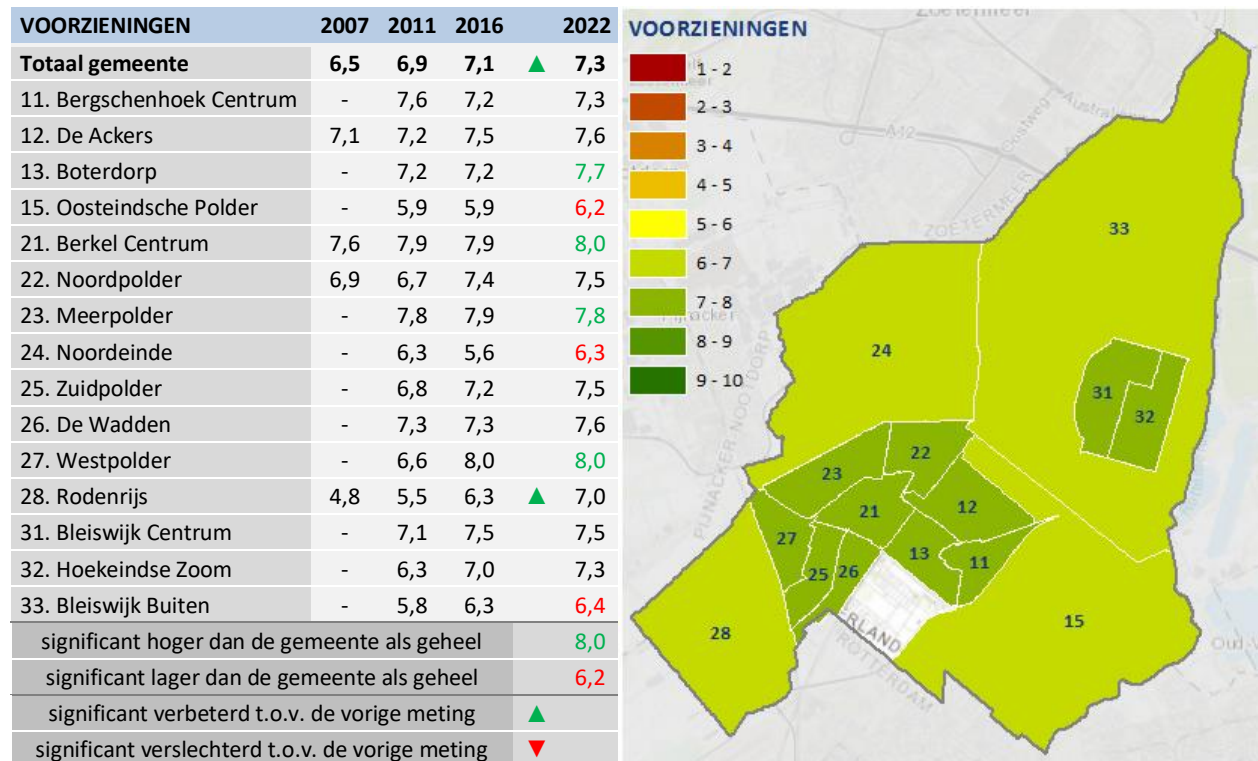 VOORZIENINGEN 2007 2011 2016 2022
Totaal gemeente 6,5 6,9 7,1 ▲ 7,3
11. Bergschenhoek Centrum - 7,6 7,2 7,3
12. De Ackers 7,1 7,2 7,5 7,6
13. Boterdorp - 7,2 7,2 7,7
15. Oosteindsche Polder - 5,9 5,9 6,2
21. Berkel Centrum 7,6 7,9 7,9 8,0
22. Noordpolder 6,9 6,7 7,4 7,5
23. Meerpolder - 7,8 7,9 7,8
24. Noordeinde - 6,3 5,6 6,3
25. Zuidpolder - 6,8 7,2 7,5
26. De Wadden - 7,3 7,3 7,6
27. Westpolder - 6,6 8,0 8,0
28. Rodenrijs 4,8 5,5 6,3 ▲ 7,0
31. Bleiswijk Centrum - 7,1 7,5 7,5
32. Hoekeindse Zoom - 6,3 7,0 7,3
33. Bleiswijk Buiten - 5,8 6,3 6,4
significant hoger dan de gemeente als geheel 8,0
significant lager dan de gemeente als geheel 6,2
significant verbeterd t.o.v. de vorige meting ▲
significant verslechterd t.o.v. de vorige meting ▼
VOORZIENINGEN
1 - 2
2 - 3
3 - 4
4 - 5
5 - 6
6 - 7
7 - 8
8 - 9
9 - 10
Zoetermeer
A12
Oostweg
ZOETERMEER
PIJNACKER-NOOTDORP
33
24
31
32
22
23
21
12
27
13
11
25
26
28
15
ERLAND
ROTTERDAM